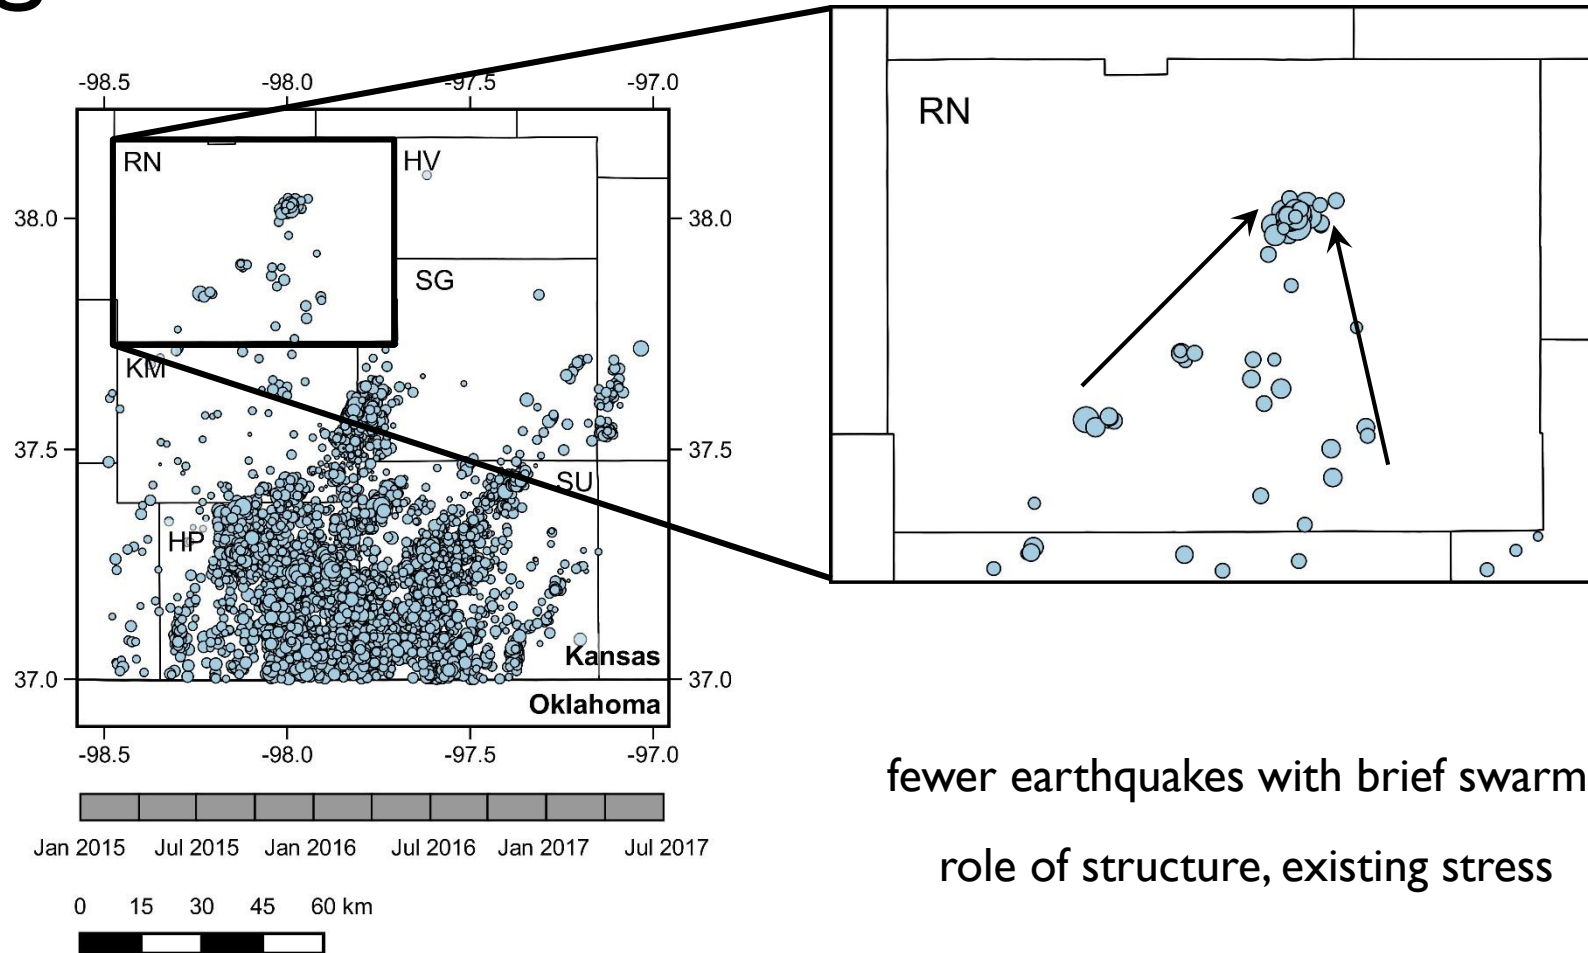 g
-98.5 -98.0 -97.5 -97.0
RN
HV
38.0 38.0
SG
KM
37.5 37.5
SU
HP
Kansas
37.0 37.0
Oklahoma
-98.5 -98.0 -97.5 -97.0
Jan 2015 Jul 2015 Jan 2016 Jul 2016 Jan 2017 Jul 2017
0 15 30 45 60 km
RN
fewer earthquakes with brief swarm
role of structure, existing stress